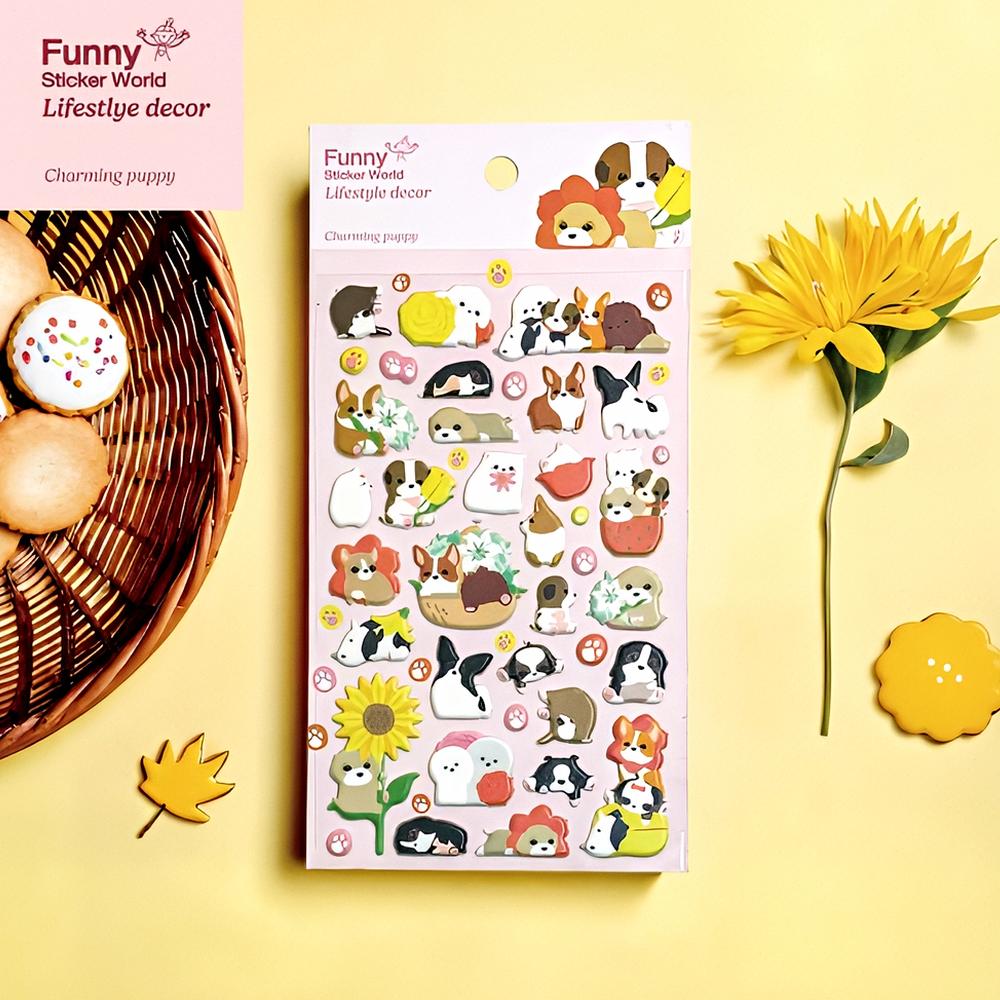 Funny
Sticker World
Lifestlye decor
Charming puppy
Funny
Sticker World
Lifestyle decor
Charming puppy